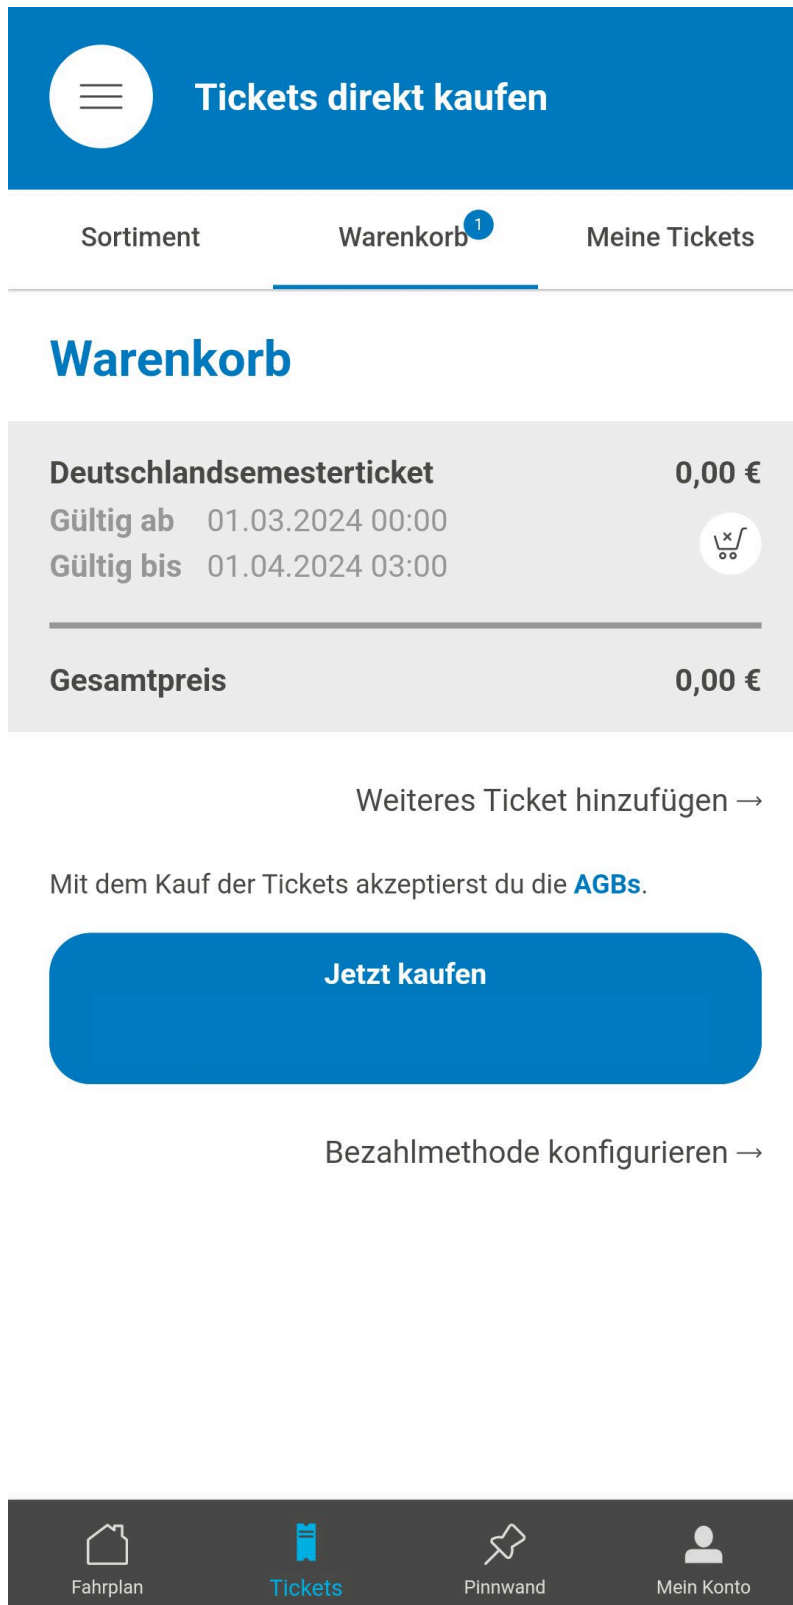 Tickets direkt kaufen
Sortiment
Warenkorb 1
Meine Tickets
Warenkorb
Deutschlandsemesterticket 0,00 €
Gültig ab 01.03.2024 00:00
Gültig bis 01.04.2024 03:00
Gesamtpreis 0,00 €
Weiteres Ticket hinzufügen →
Mit dem Kauf der Tickets akzeptierst du die AGBs.
Jetzt kaufen
Bezahlmethode konfigurieren →
Fahrplan
Tickets
Pinnwand
Mein Konto